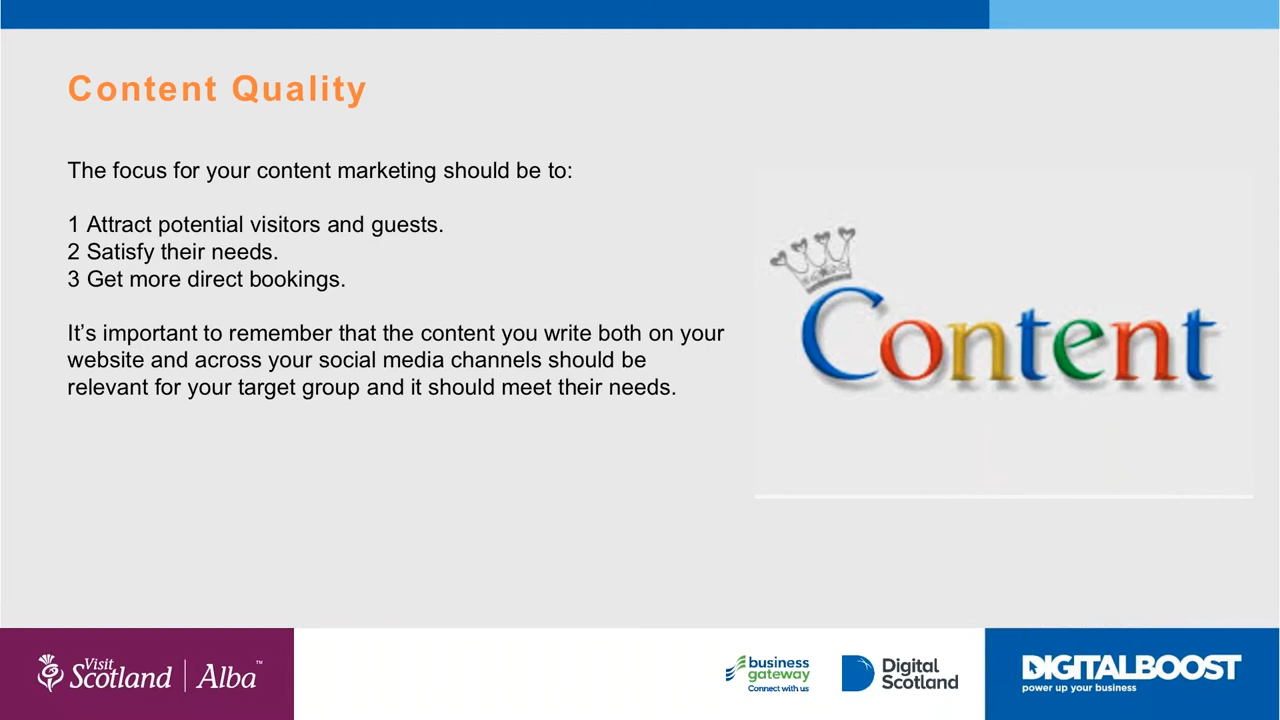 Content Quality
The focus for your content marketing should be to:
1 Attract potential visitors and guests.
2 Satisfy their needs.
3 Get more direct bookings.
It’s important to remember that the content you write both on your
website and across your social media channels should be
relevant for your target group and it should meet their needs.
Content
Visit
Scotland | Alba™
business
gateway
Connect with us
Digital
Scotland
DIGITALBOOST
power up your business